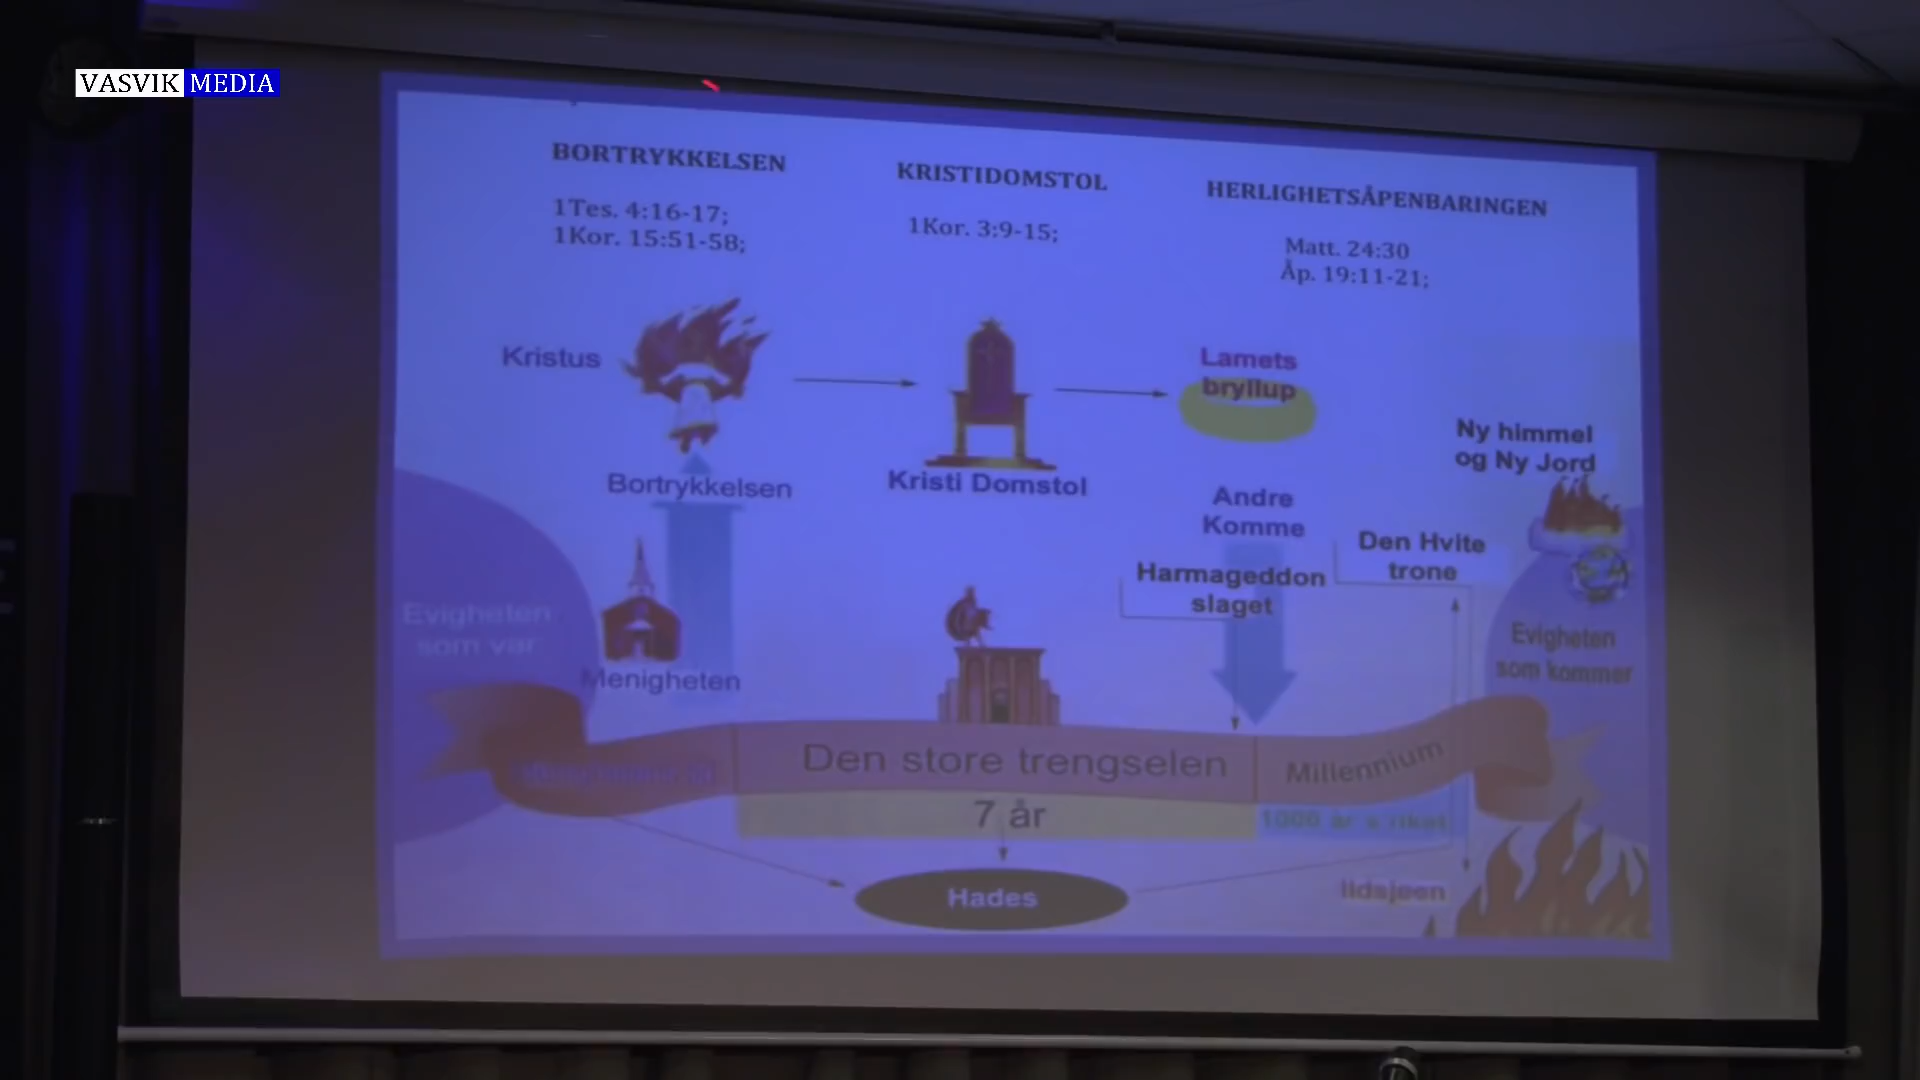 VASVIK MEDIA
BORTRYKKELSEN
1Tes. 4:16-17;
1Kor. 15:51-58;
KRISTIDOMSTOL
1Kor. 3:9-15;
HERLIGHETSÅPENBARINGEN
Matt. 24:30
Åp. 19:11-21;
Kristus
Lamets
bryllup
Bortrykkelsen
Kristi Domstol
Ny himmel
og Ny Jord
Andre
Komme
Den Hvite
trone
Harmageddon
slaget
Evigheten
som var
Menigheten
Evigheten
som kommer
Den store trengselen
Millennium
7 år
1000 år s riket
Hades
Ildsjøen